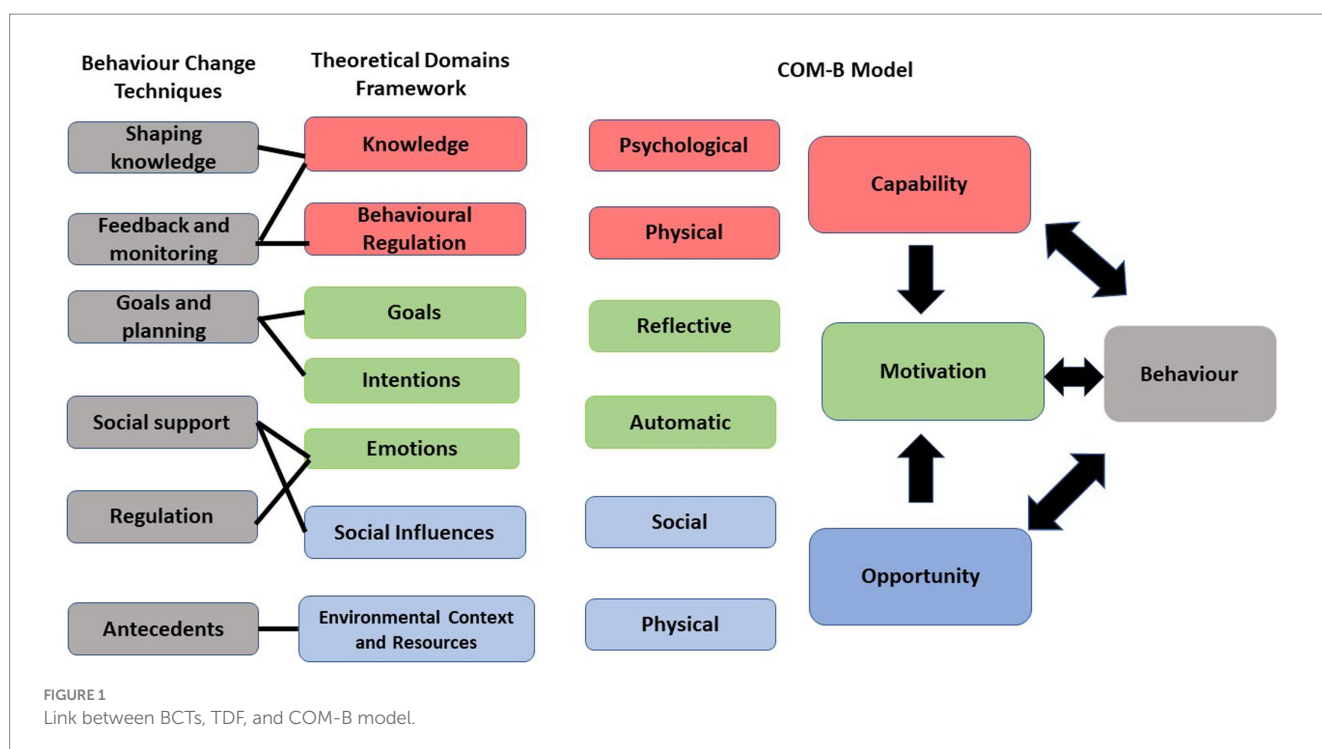 Behaviour Change
Techniques
Theoretical Domains
Framework
COM-B Model
Shaping
knowledge
Knowledge
Psychological
Capability
Feedback and
monitoring
Behavioural
Regulation
Physical
Goals and
planning
Goals
Reflective
Intentions
Motivation
Behaviour
Social support
Emotions
Automatic
Regulation
Social Influences
Social
Opportunity
Antecedents
Environmental Context
and Resources
Physical
FIGURE 1
Link between BCTs, TDF, and COM-B model.